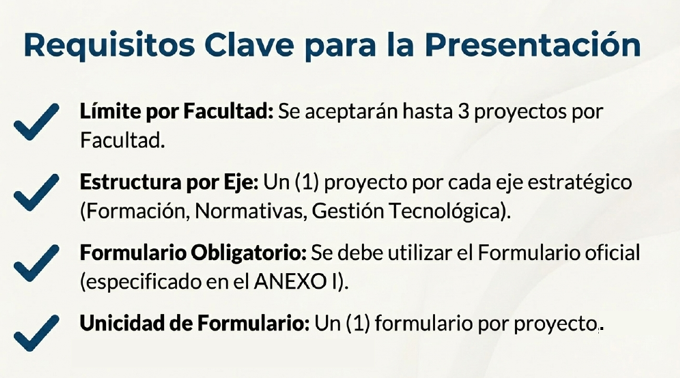 Requisitos Clave para la Presentación
Límite por Facultad: Se aceptarán hasta 3 proyectos por
Facultad.
Estructura por Eje: Un (1) proyecto por cada eje estratégico
(Formación, Normativas, Gestión Tecnológica).
Formulario Obligatorio: Se debe utilizar el Formulario oficial
(especificado en el ANEXO I).
Unicidad de Formulario: Un (1) formulario por proyecto..